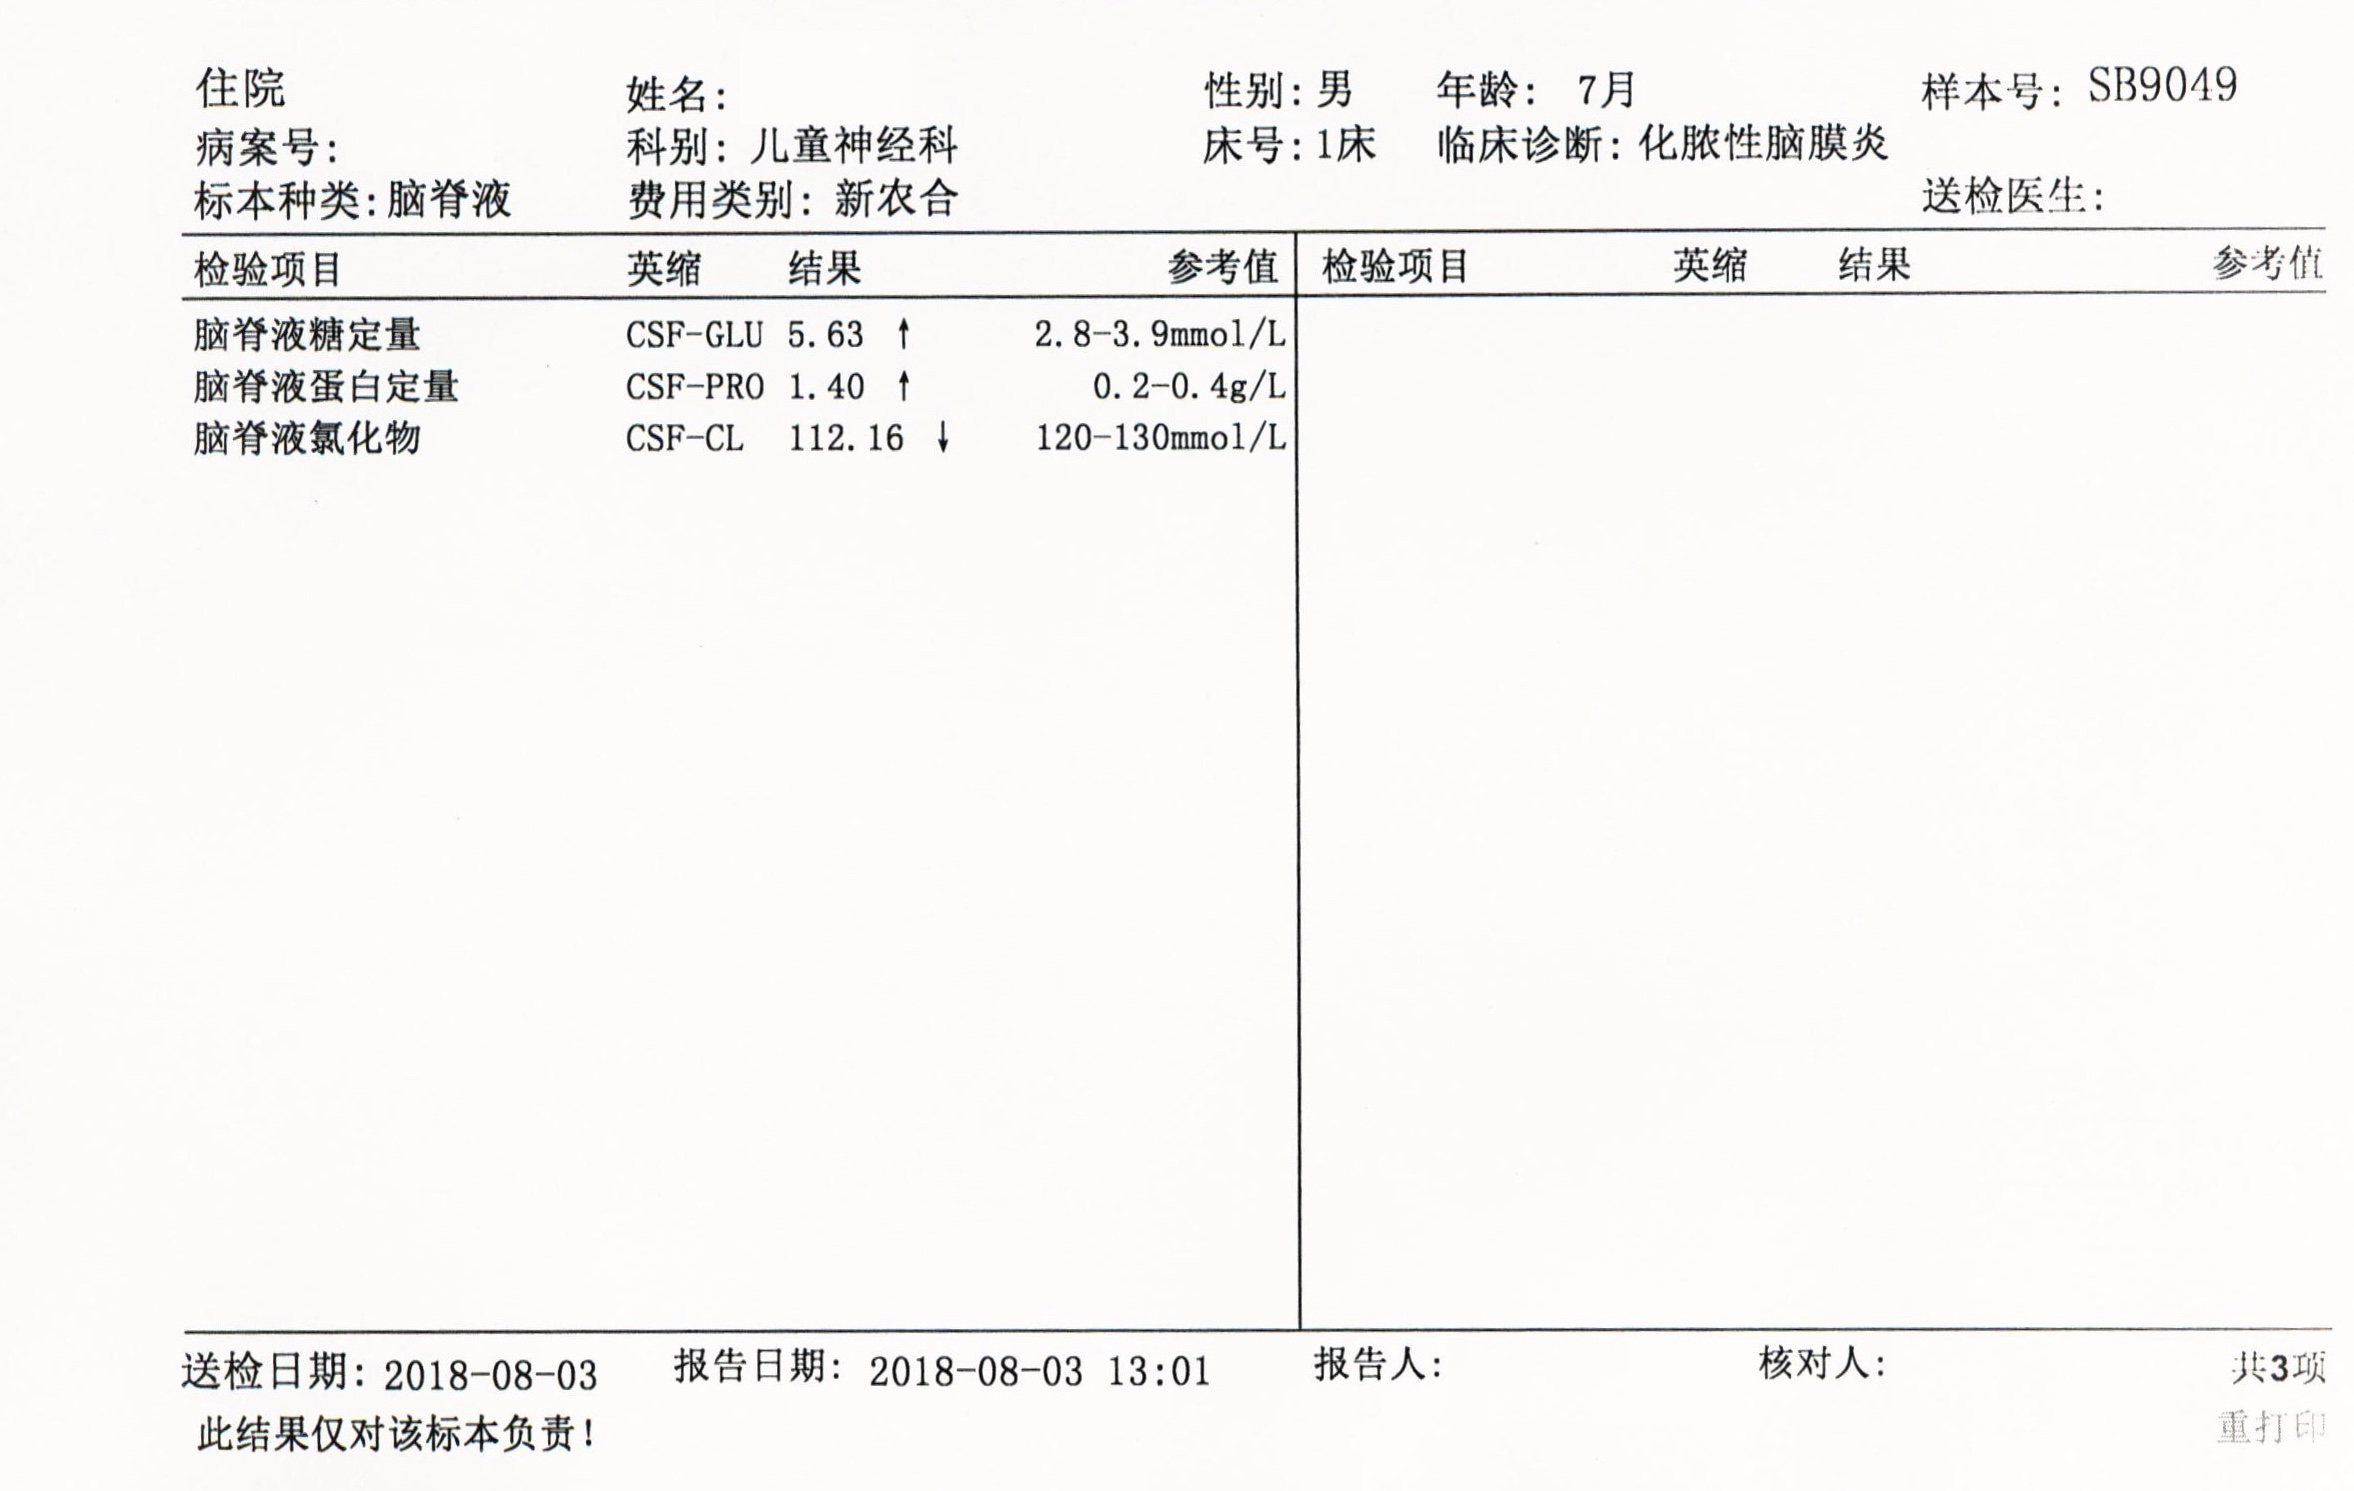 住院 姓名: 性别: 男 年龄: 7月 样本号: SB9049
病案号: 科别: 儿童神经科 床号: 1床 临床诊断: 化脓性脑膜炎
标本种类: 脑脊液 费用类别: 新农合 送检医生:
检验项目 英缩 结果 参考值 检验项目 英缩 结果 参考值
脑脊液糖定量 CSF-GLU 5.63 ↑ 2.8-3.9mmol/L
脑脊液蛋白定量 CSF-PRO 1.40 ↑ 0.2-0.4g/L
脑脊液氯化物 CSF-CL 112.16 ↓ 120-130mmol/L
送检日期: 2018-08-03 报告日期: 2018-08-03 13:01 报告人: 核对人: 共3项
此结果仅对该标本负责! 重打印